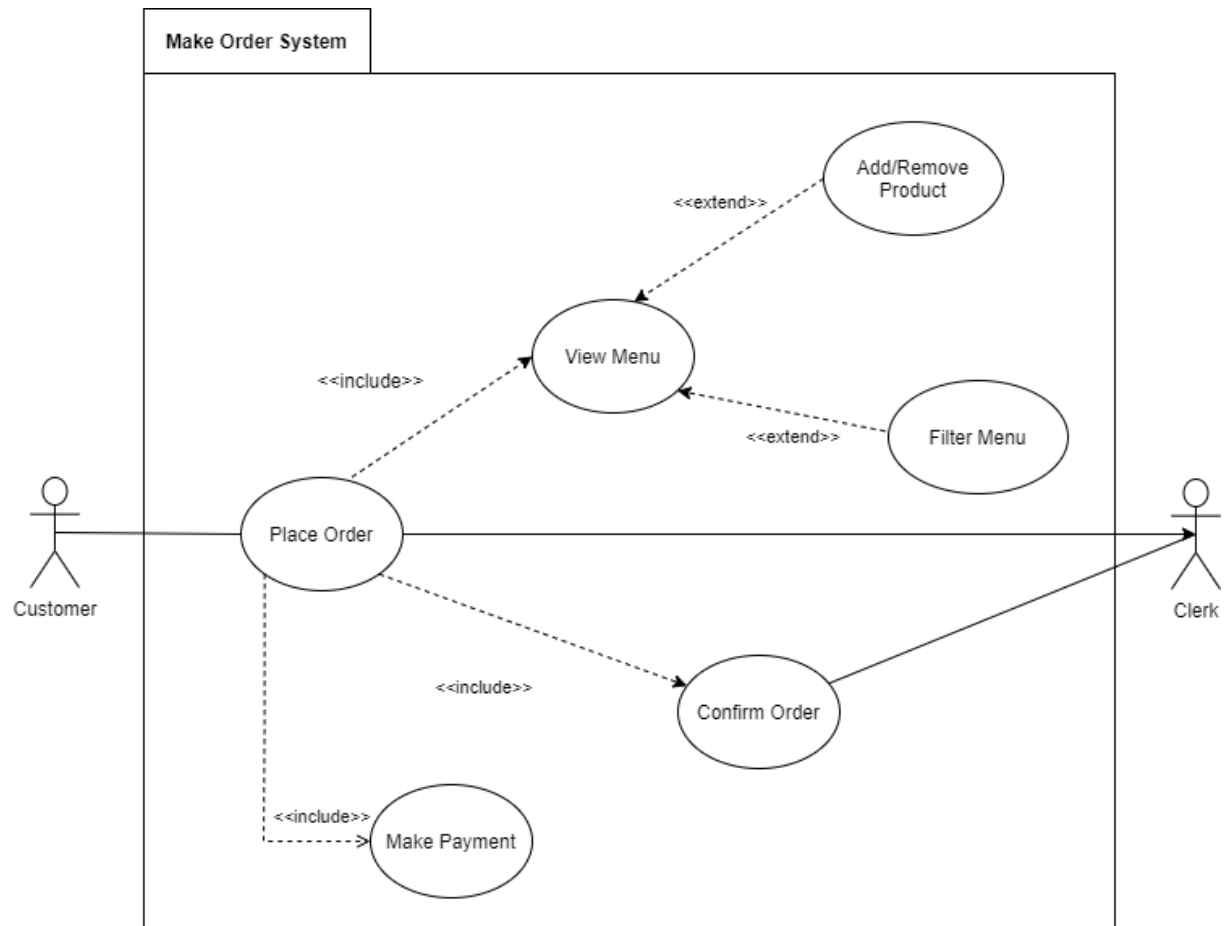 Make Order System
Add/Remove
Product
<<extend>>
View Menu
<<include>>
<<extend>>
Filter Menu
Place Order
Customer
Clerk
<<include>>
Confirm Order
<<include>>
Make Payment